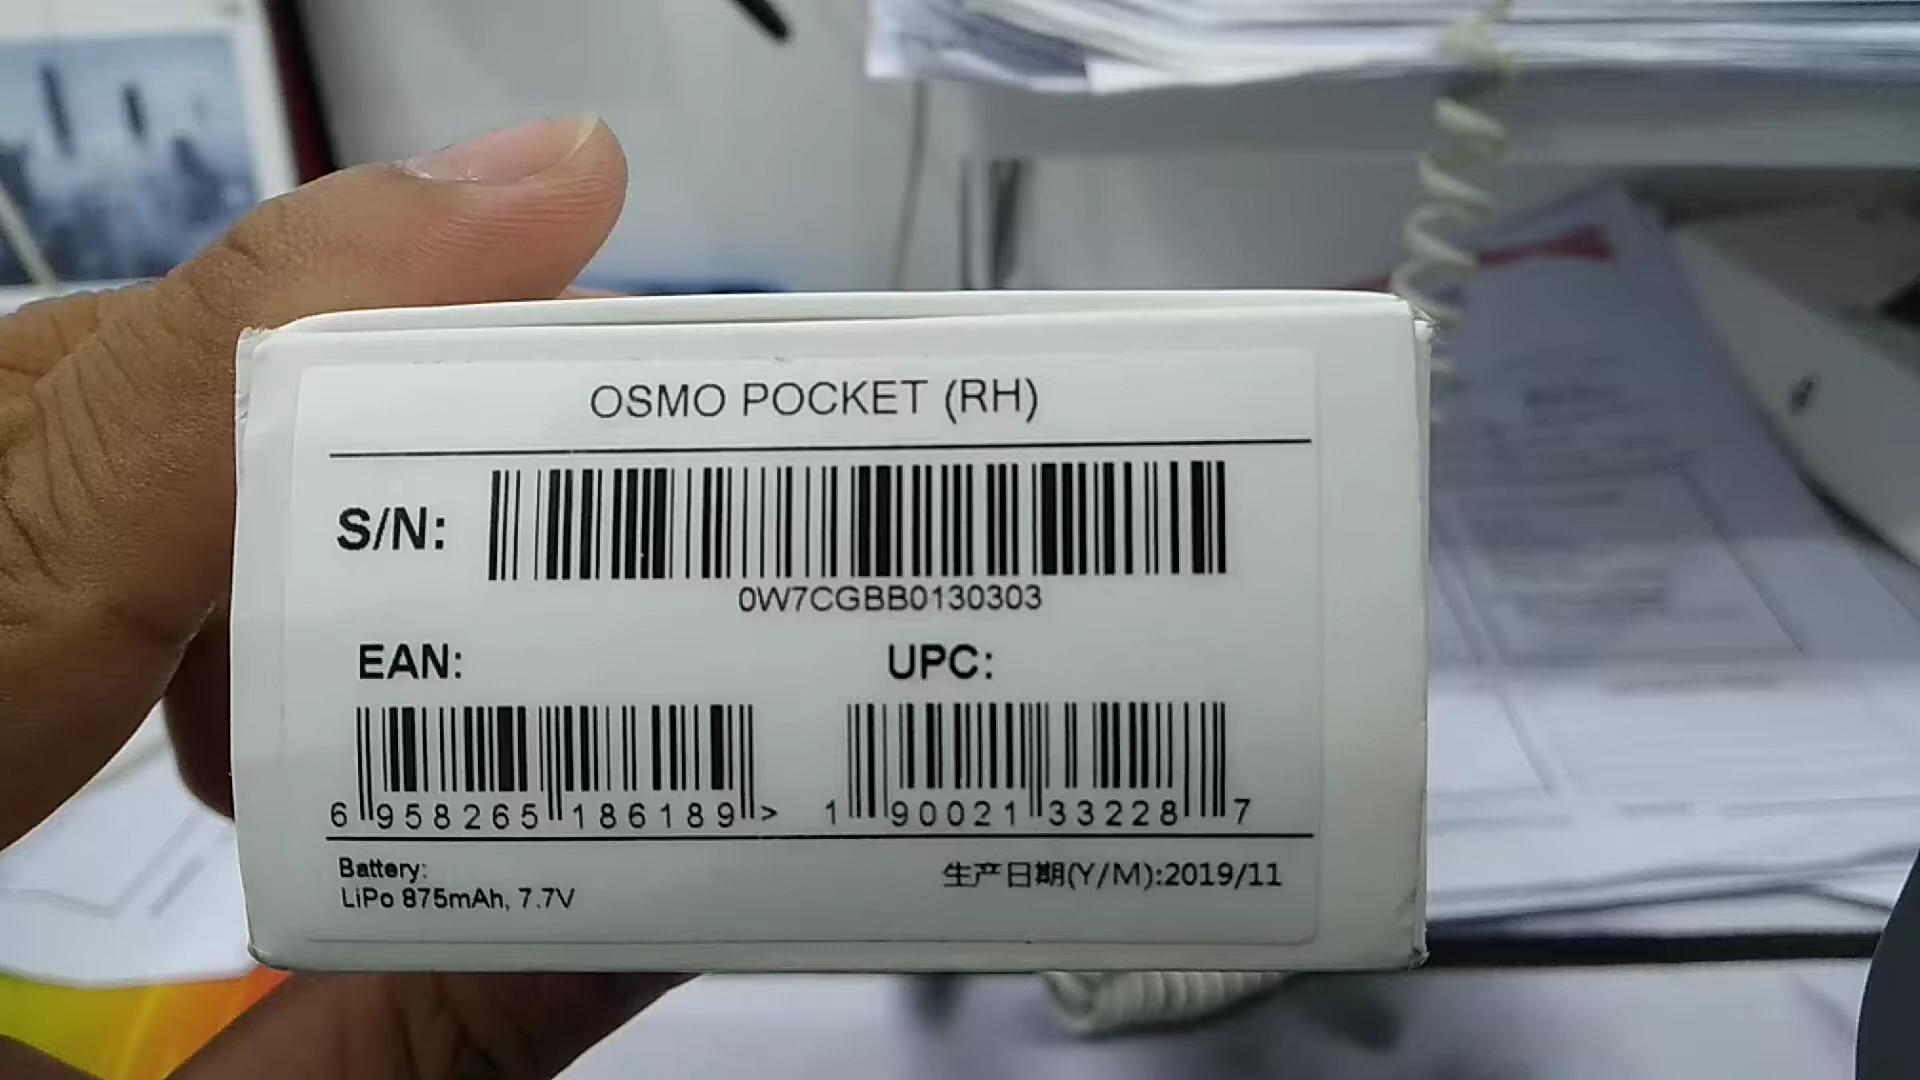 OSMO POCKET (RH)
S/N:
0W7CGBB0130303
EAN:
UPC:
6 958265 186189 >
1 90021 33228 7
Battery:
LiPo 875mAh, 7.7V
生产日期(Y/M):2019/11